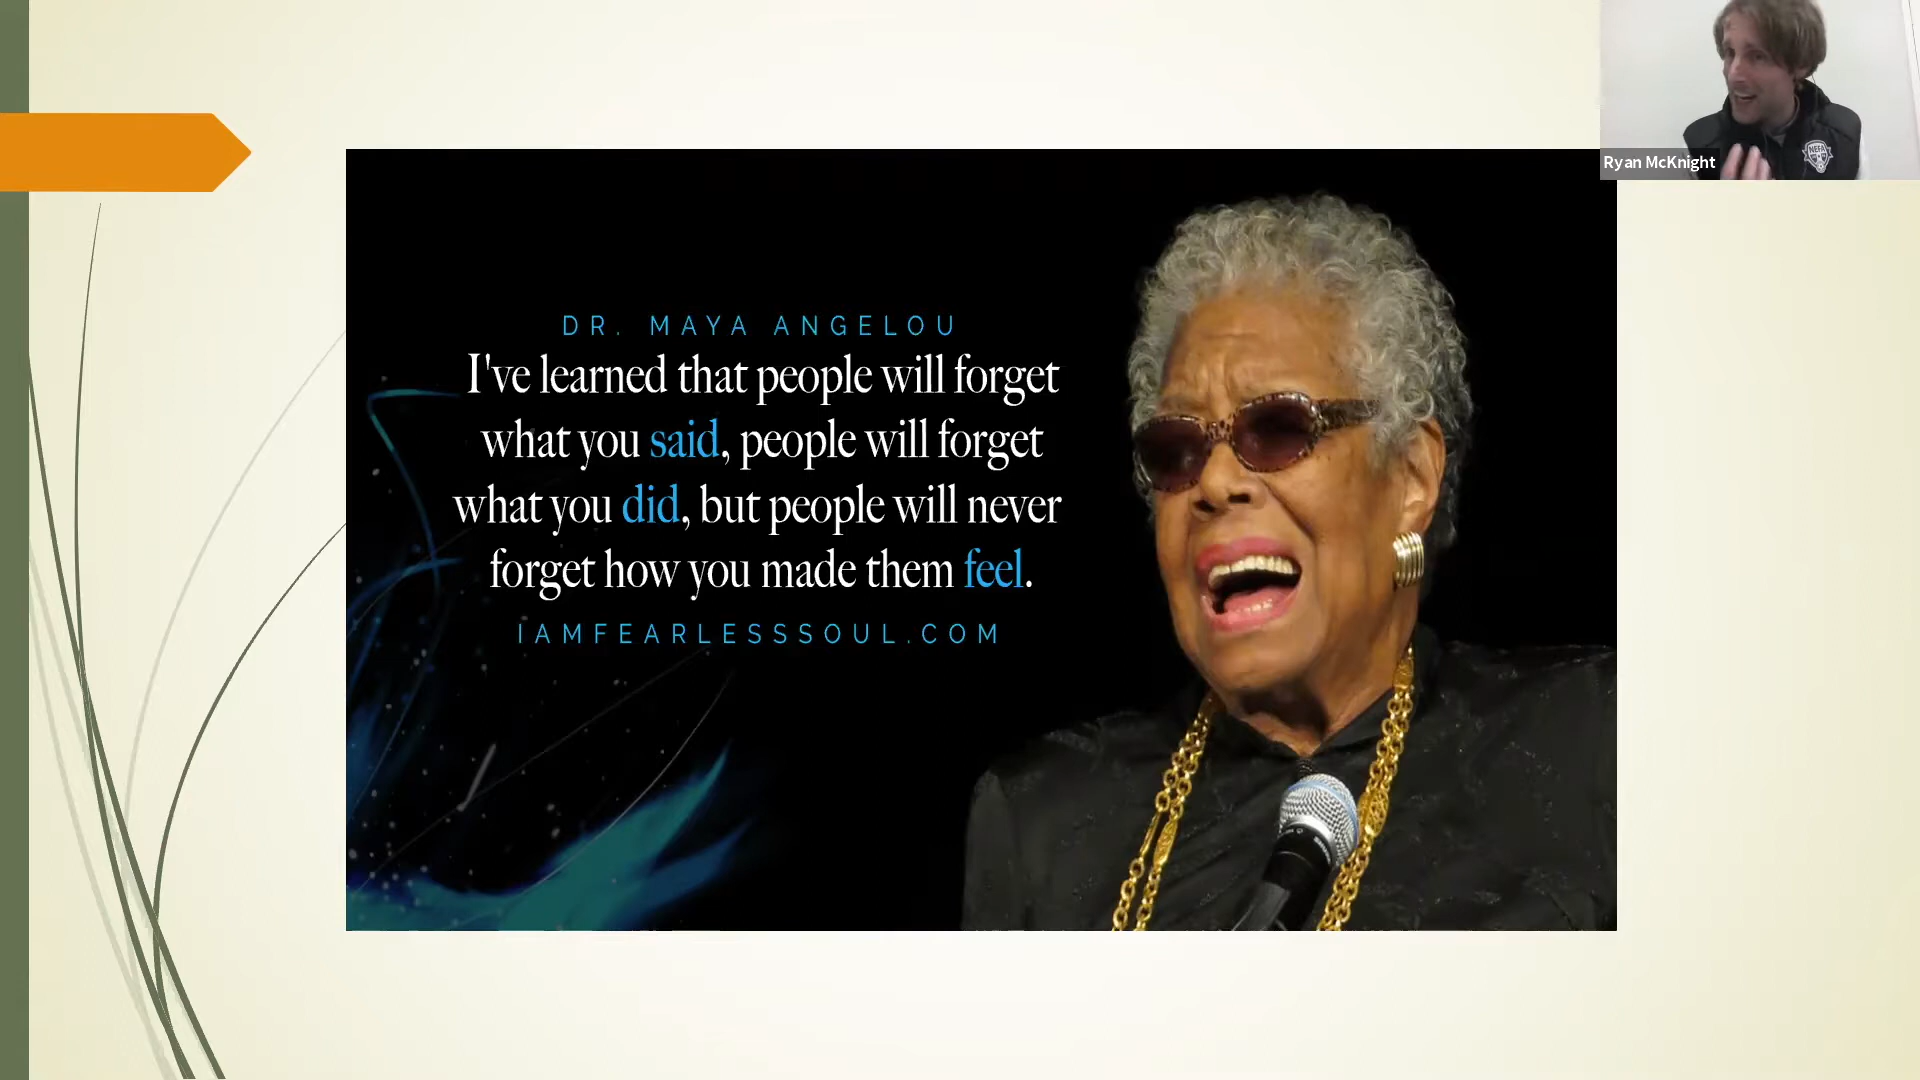 DR. MAYA ANGELOU
I've learned that people will forget
what you said, people will forget
what you did, but people will never
forget how you made them feel.
IAMFEARLESSSOUL.COM
Ryan McKnight